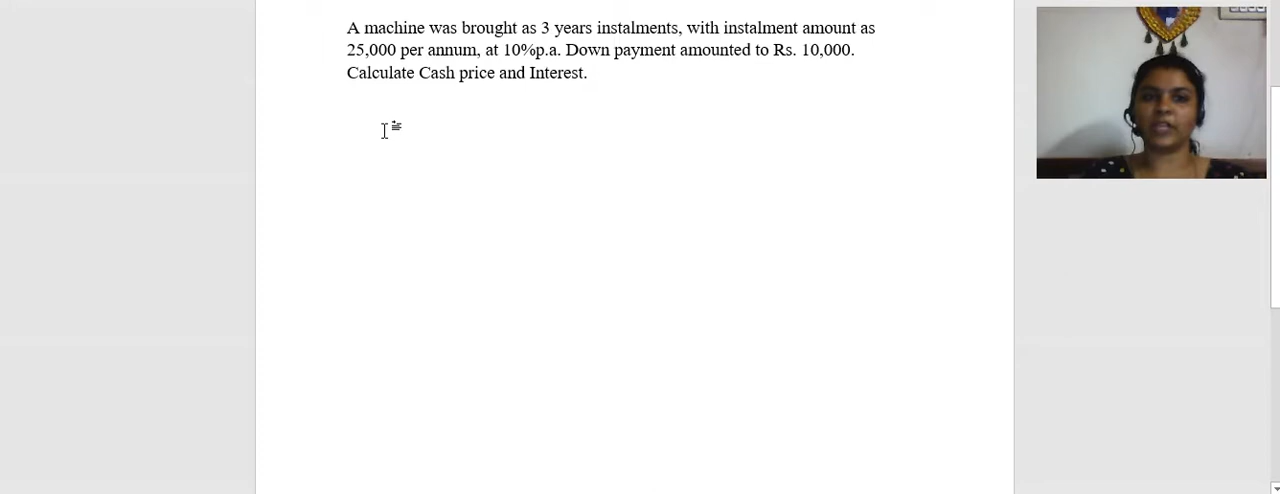 A machine was brought as 3 years instalments, with instalment amount as
25,000 per annum, at 10%p.a. Down payment amounted to Rs. 10,000.
Calculate Cash price and Interest.